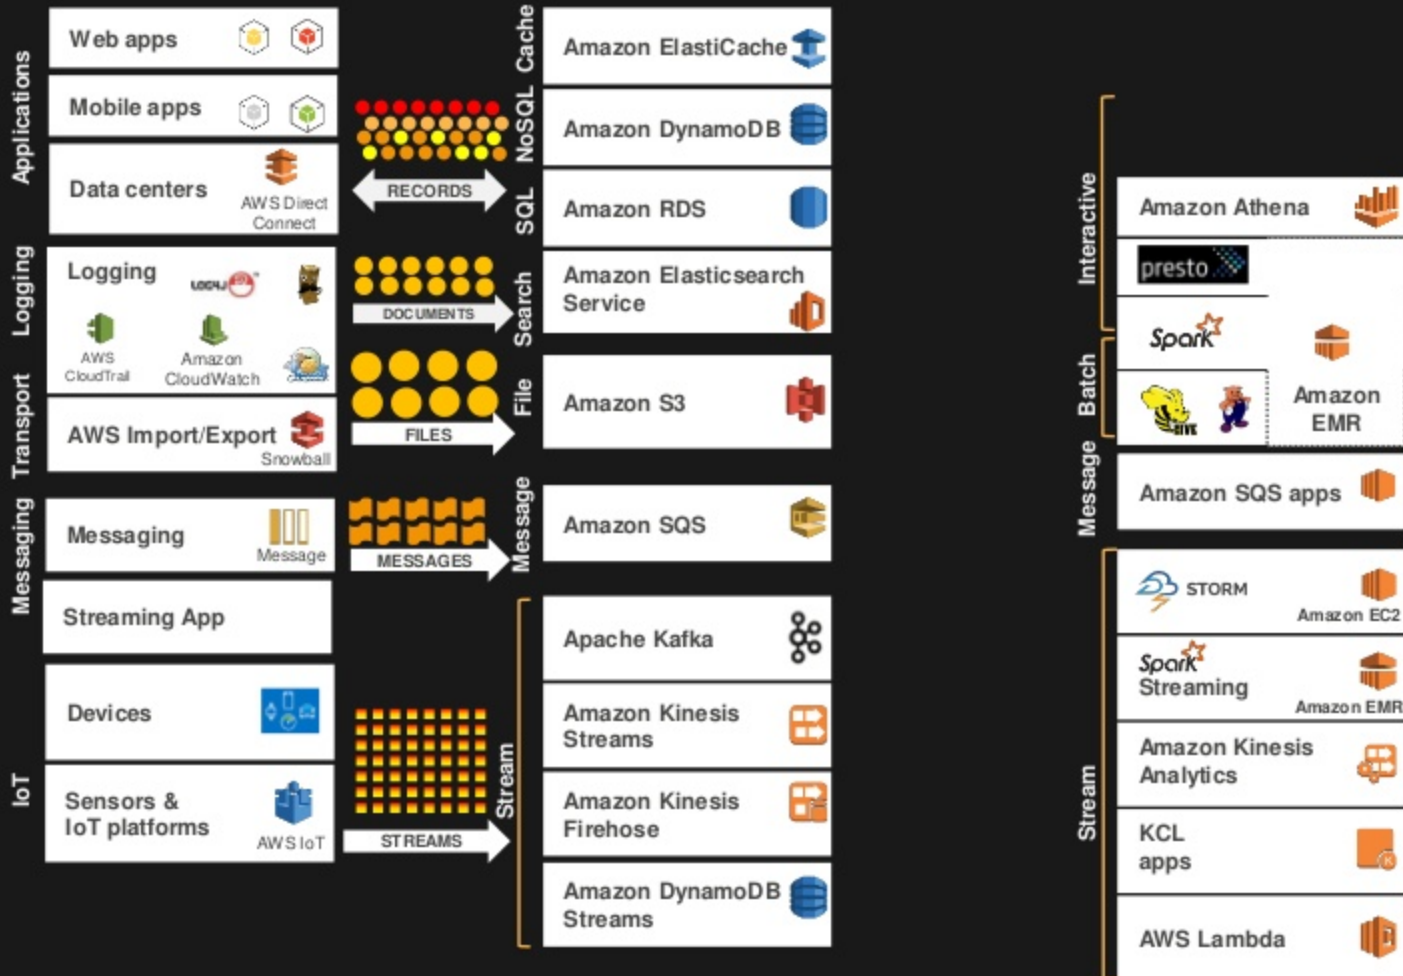 Applications
Web apps
Mobile apps
Data centers
AWS Direct
Connect
Logging
Logging
LOG4J
AWS
CloudTrail
Amazon
CloudWatch
Transport
AWS Import/Export
Snowball
Messaging
Messaging
Message
Streaming App
IoT
Devices
Sensors &
IoT platforms
AWS IoT
RECORDS
DOCUMENTS
FILES
MESSAGES
STREAMS
Cache
Amazon ElastiCache
NoSQL
Amazon DynamoDB
SQL
Amazon RDS
Search
Amazon Elasticsearch
Service
File
Amazon S3
Message
Amazon SQS
Stream
Apache Kafka
Amazon Kinesis
Streams
Amazon Kinesis
Firehose
Amazon DynamoDB
Streams
Interactive
Amazon Athena
presto
Spark
Batch
HIVE
Amazon
EMR
Message
Amazon SQS apps
Stream
STORM
Amazon EC2
Spark
Streaming
Amazon EMR
Amazon Kinesis
Analytics
KCL
apps
K
AWS Lambda